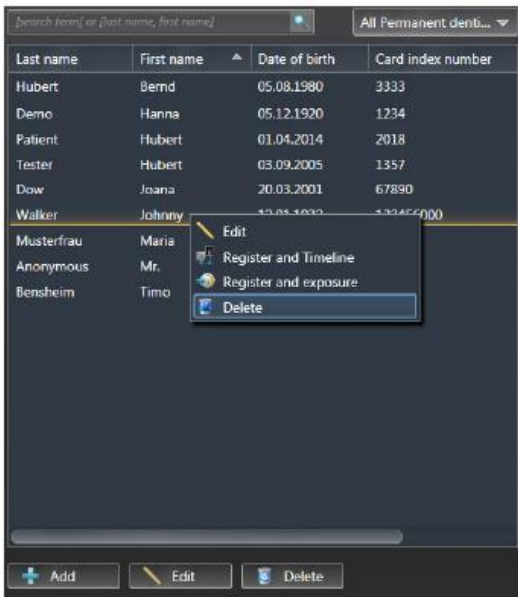 [search term] or [last name, first name] All Permanent denti...
Last name First name Date of birth Card index number
Hubert Bernd 05.08.1980 3333
Demo Hanna 05.12.1920 1234
Patient Hubert 01.04.2014 2018
Tester Hubert 03.09.2005 1357
Dow Joana 20.03.2001 67890
Walker Johnny
Musterfrau Maria
Anonymous Mr.
Bensheim Timo
Edit
Register and Timeline
Register and exposure
Delete
Add Edit Delete